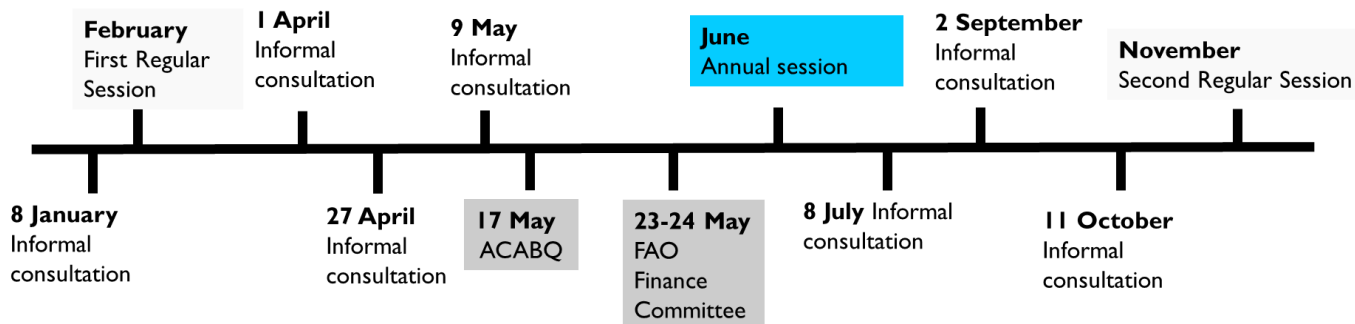 February
First Regular
Session
1 April
Informal
consultation
9 May
Informal
consultation
June
Annual session
2 September
Informal
consultation
November
Second Regular Session
8 January
Informal
consultation
27 April
Informal
consultation
17 May
ACABQ
23-24 May
FAO
Finance
Committee
8 July Informal
consultation
11 October
Informal
consultation